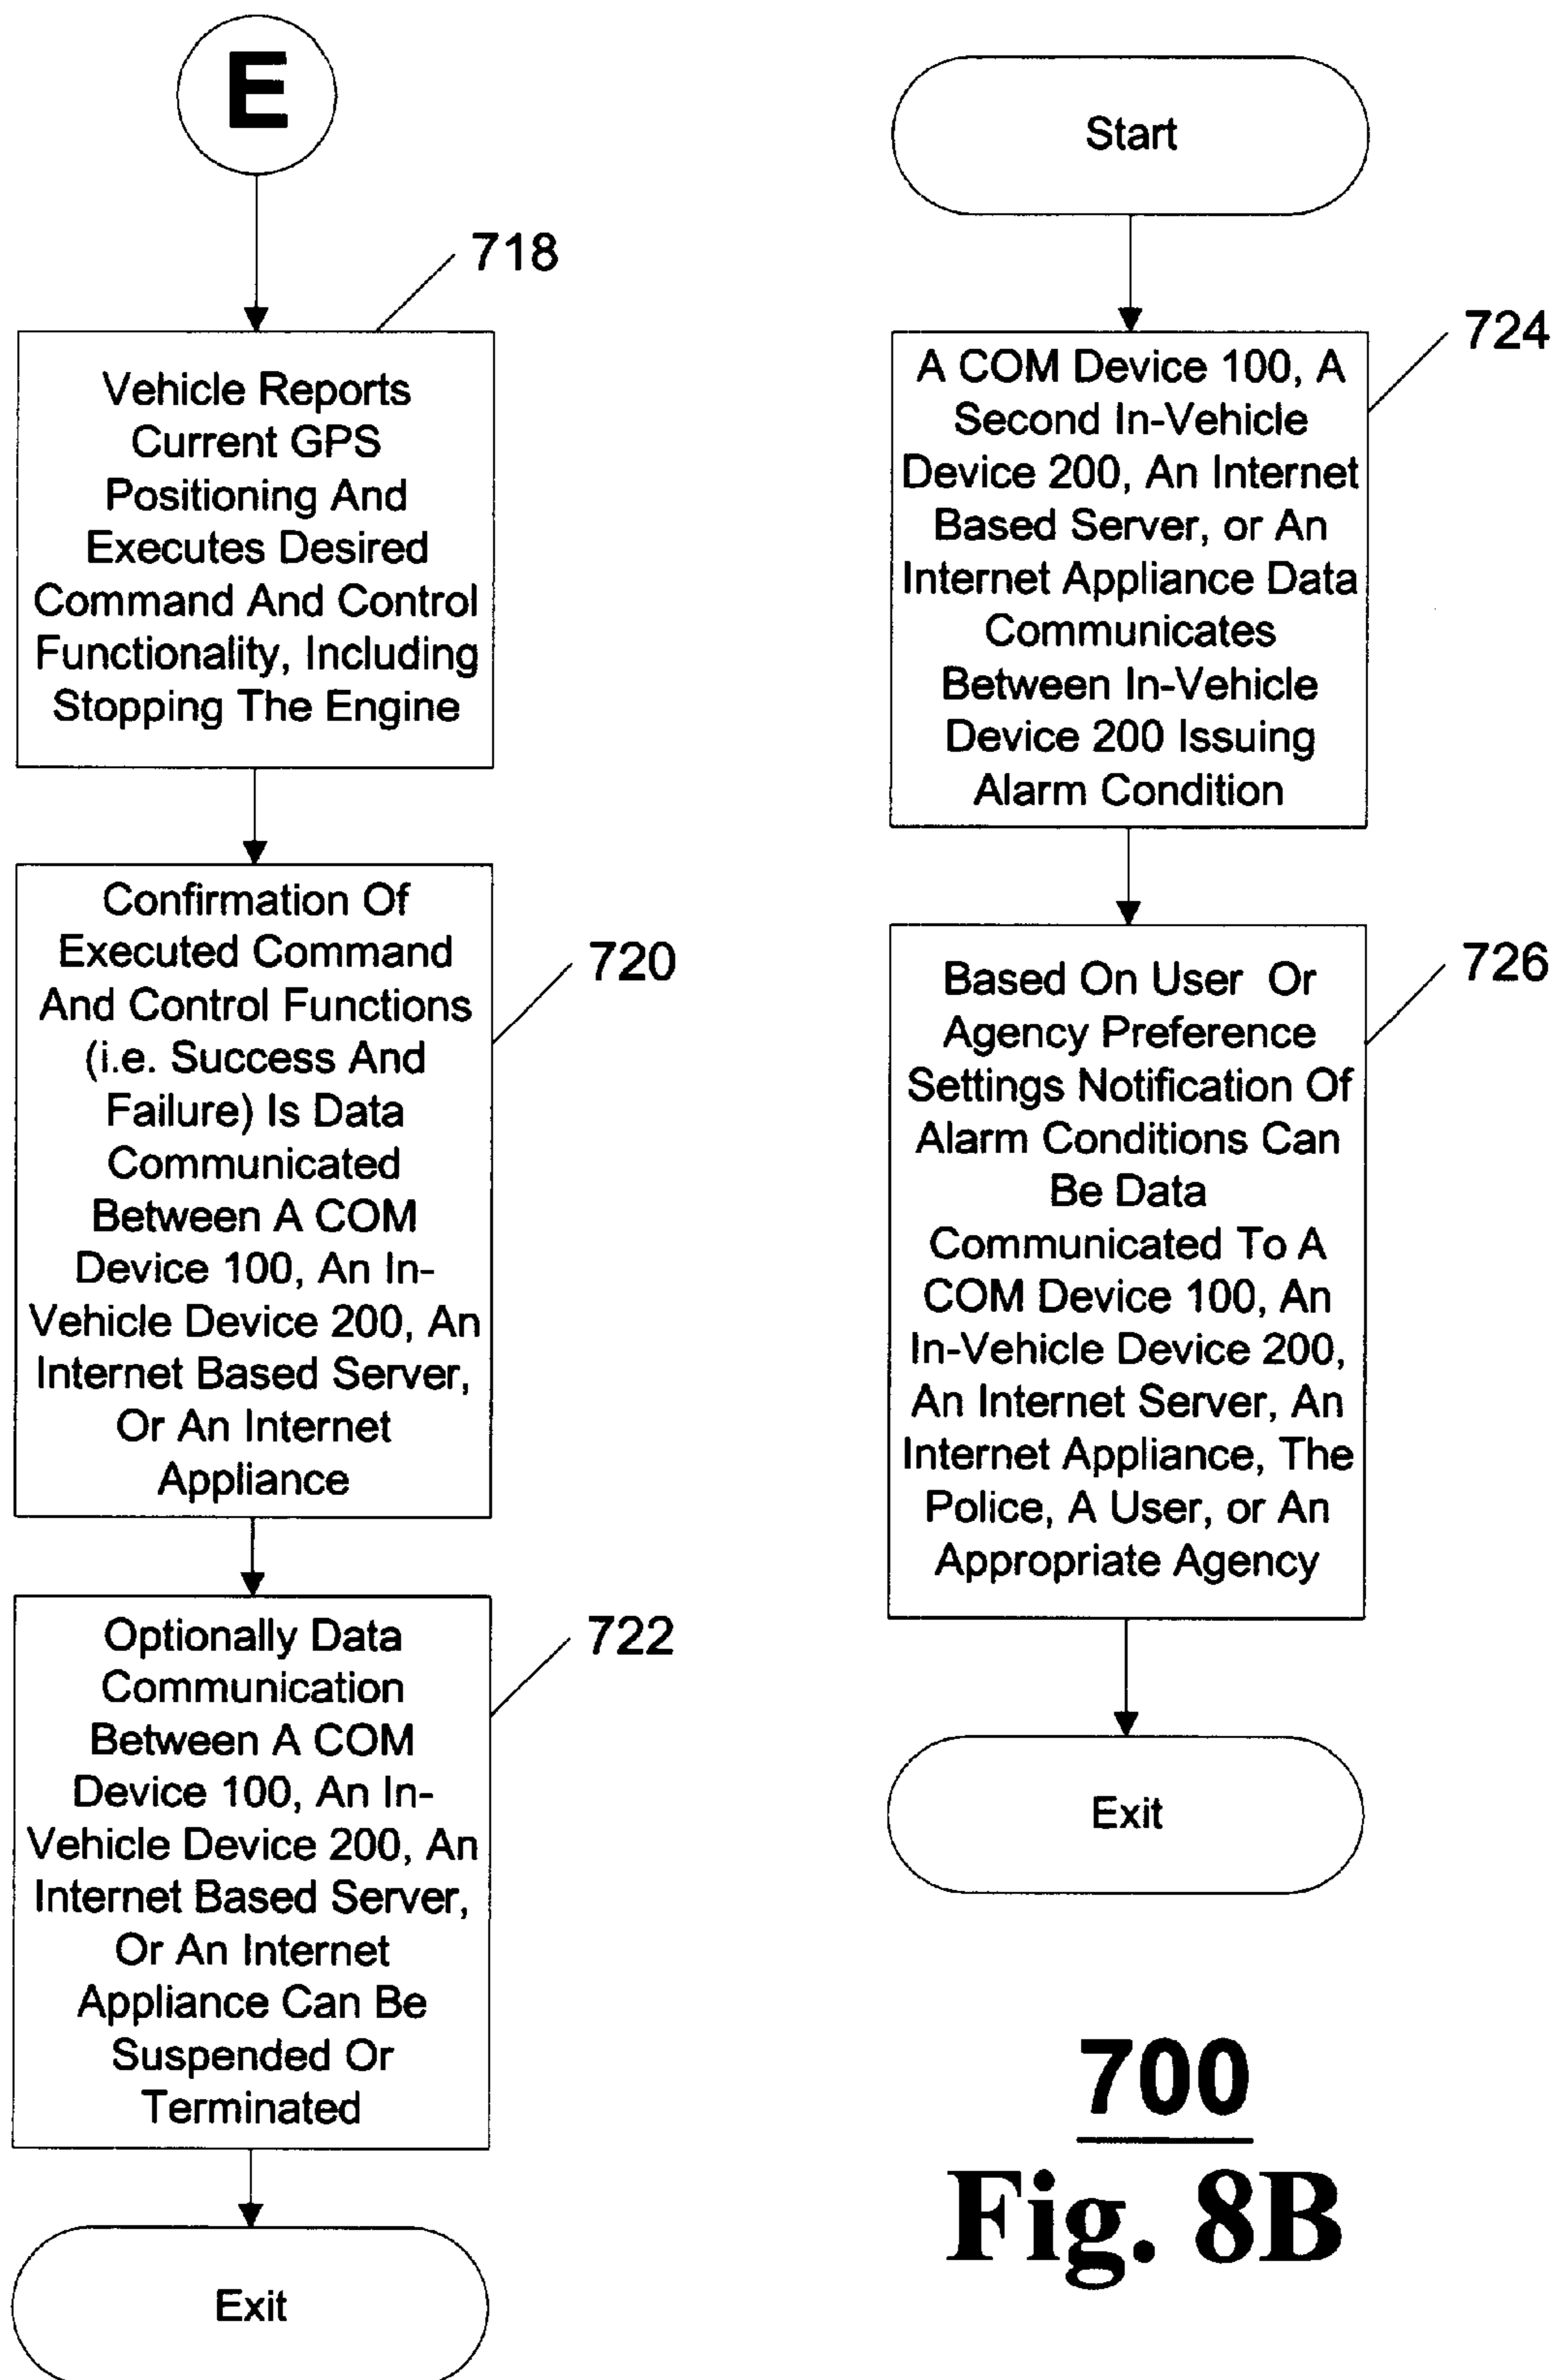 E
718
Vehicle Reports
Current GPS
Positioning And
Executes Desired
Command And Control
Functionality, Including
Stopping The Engine
720
Confirmation Of
Executed Command
And Control Functions
(i.e. Success And
Failure) Is Data
Communicated
Between A COM
Device 100, An In-
Vehicle Device 200, An
Internet Based Server,
Or An Internet
Appliance
722
Optionally Data
Communication
Between A COM
Device 100, An In-
Vehicle Device 200, An
Internet Based Server,
Or An Internet
Appliance Can Be
Suspended Or
Terminated
Exit
Start
724
A COM Device 100, A
Second In-Vehicle
Device 200, An Internet
Based Server, or An
Internet Appliance Data
Communicates
Between In-Vehicle
Device 200 Issuing
Alarm Condition
726
Based On User Or
Agency Preference
Settings Notification Of
Alarm Conditions Can
Be Data
Communicated To A
COM Device 100, An
In-Vehicle Device 200,
An Internet Server, An
Internet Appliance, The
Police, A User, or An
Appropriate Agency
Exit
700
Fig. 8B